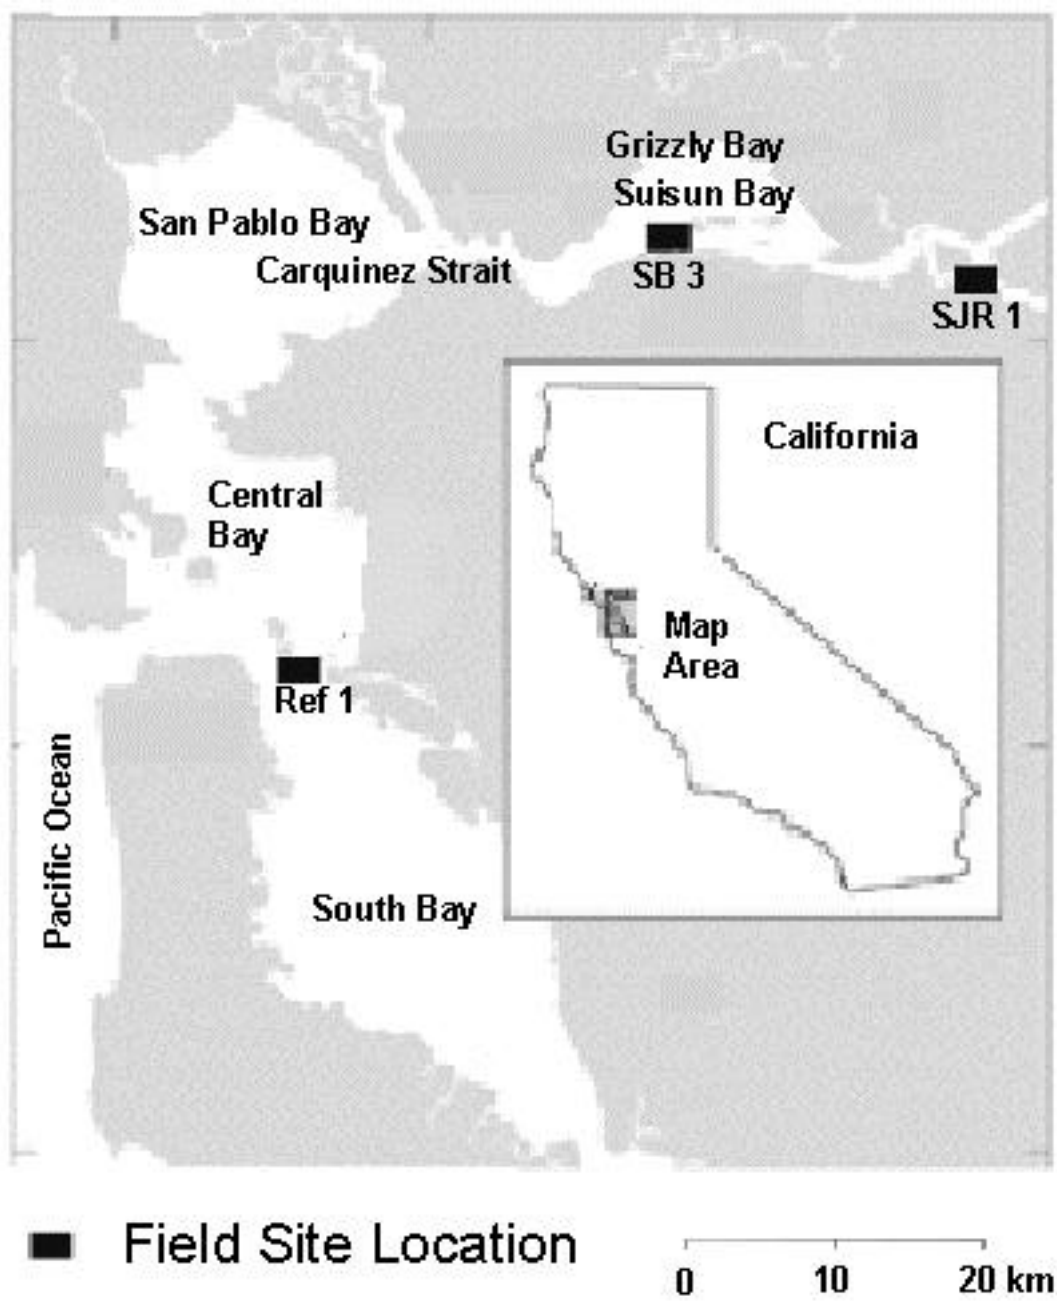 Grizzly Bay
Suisun Bay
San Pablo Bay
Carquinez Strait
SB 3
SJR 1
California
Central
Bay
Map
Area
Ref 1
Pacific Ocean
South Bay
Field Site Location
0 10 20 km